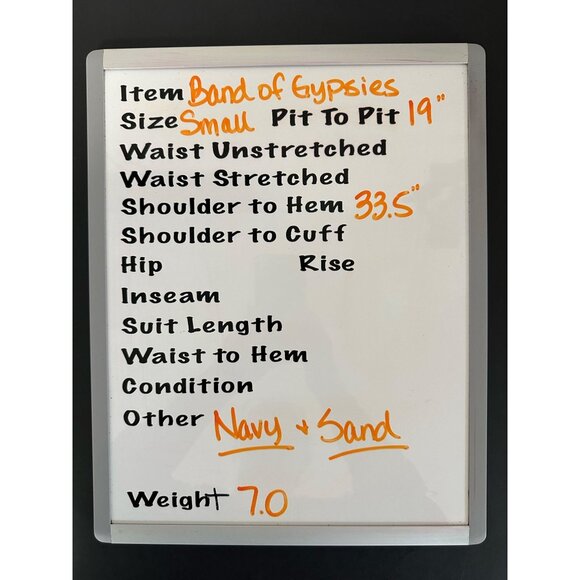 Item Band of Gypsies
Size Small Pit To Pit 19"
Waist Unstretched
Waist Stretched
Shoulder to Hem 33.5"
Shoulder to Cuff
Hip Rise
Inseam
Suit Length
Waist to Hem
Condition
Other Navy + Sand
Weight 7.0